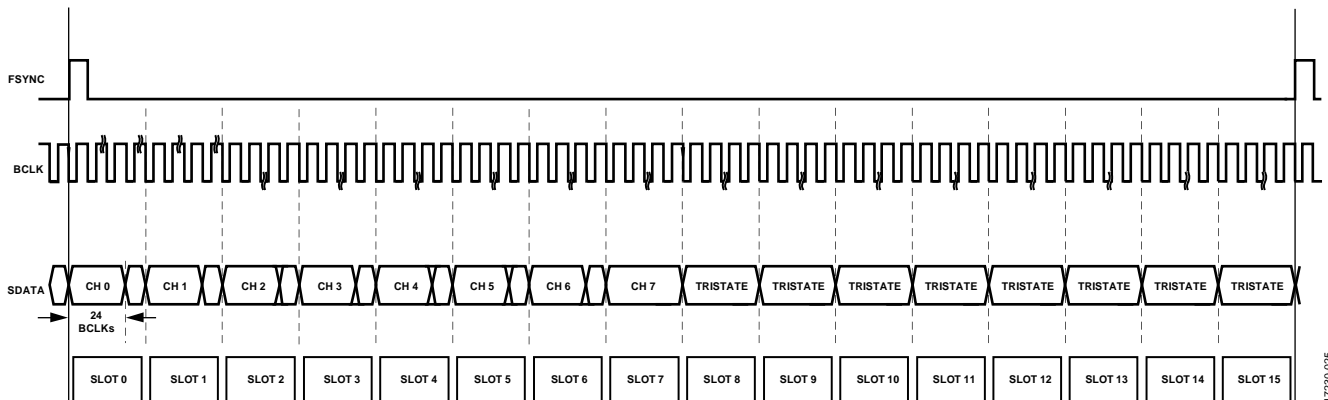 FSYNC
BCLK
SDATA
CH 0
CH 1
CH 2
CH 3
CH 4
CH 5
CH 6
CH 7
TRISTATE
TRISTATE
TRISTATE
TRISTATE
TRISTATE
TRISTATE
TRISTATE
TRISTATE
24
BCLKs
SLOT 0
SLOT 1
SLOT 2
SLOT 3
SLOT 4
SLOT 5
SLOT 6
SLOT 7
SLOT 8
SLOT 9
SLOT 10
SLOT 11
SLOT 12
SLOT 13
SLOT 14
SLOT 15